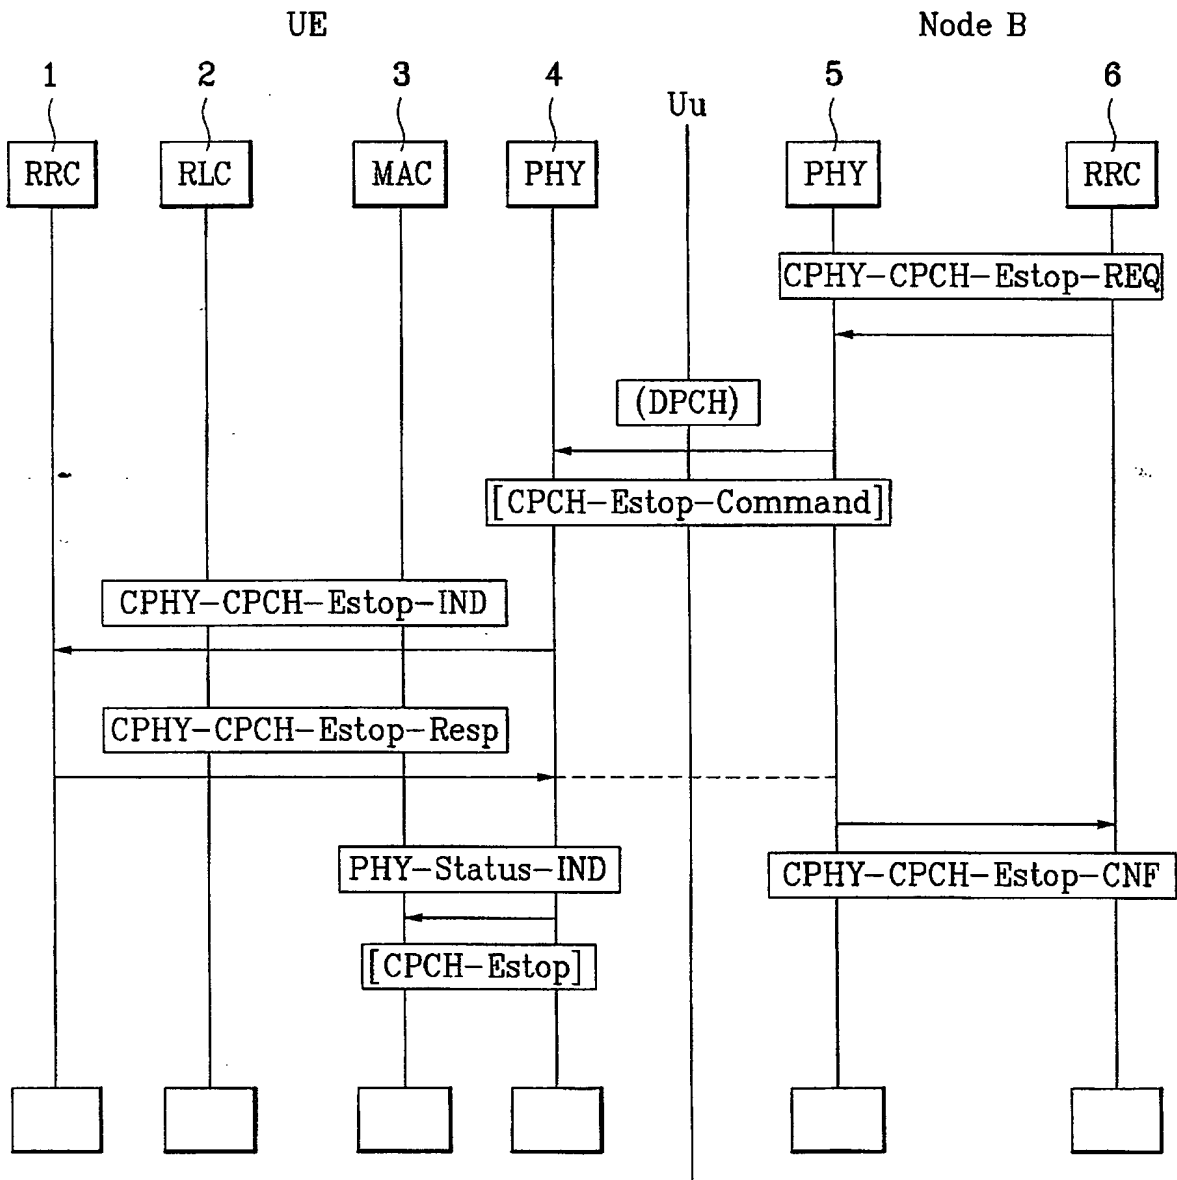 UE Node B
1 2 3 4 Uu 5 6
RRC RLC MAC PHY PHY RRC
CPHY-CPCH-Estop-REQ
(DPCH)
[CPCH-Estop-Command]
CPHY-CPCH-Estop-IND
CPHY-CPCH-Estop-Resp
PHY-Status-IND
CPHY-CPCH-Estop-CNF
[CPCH-Estop]